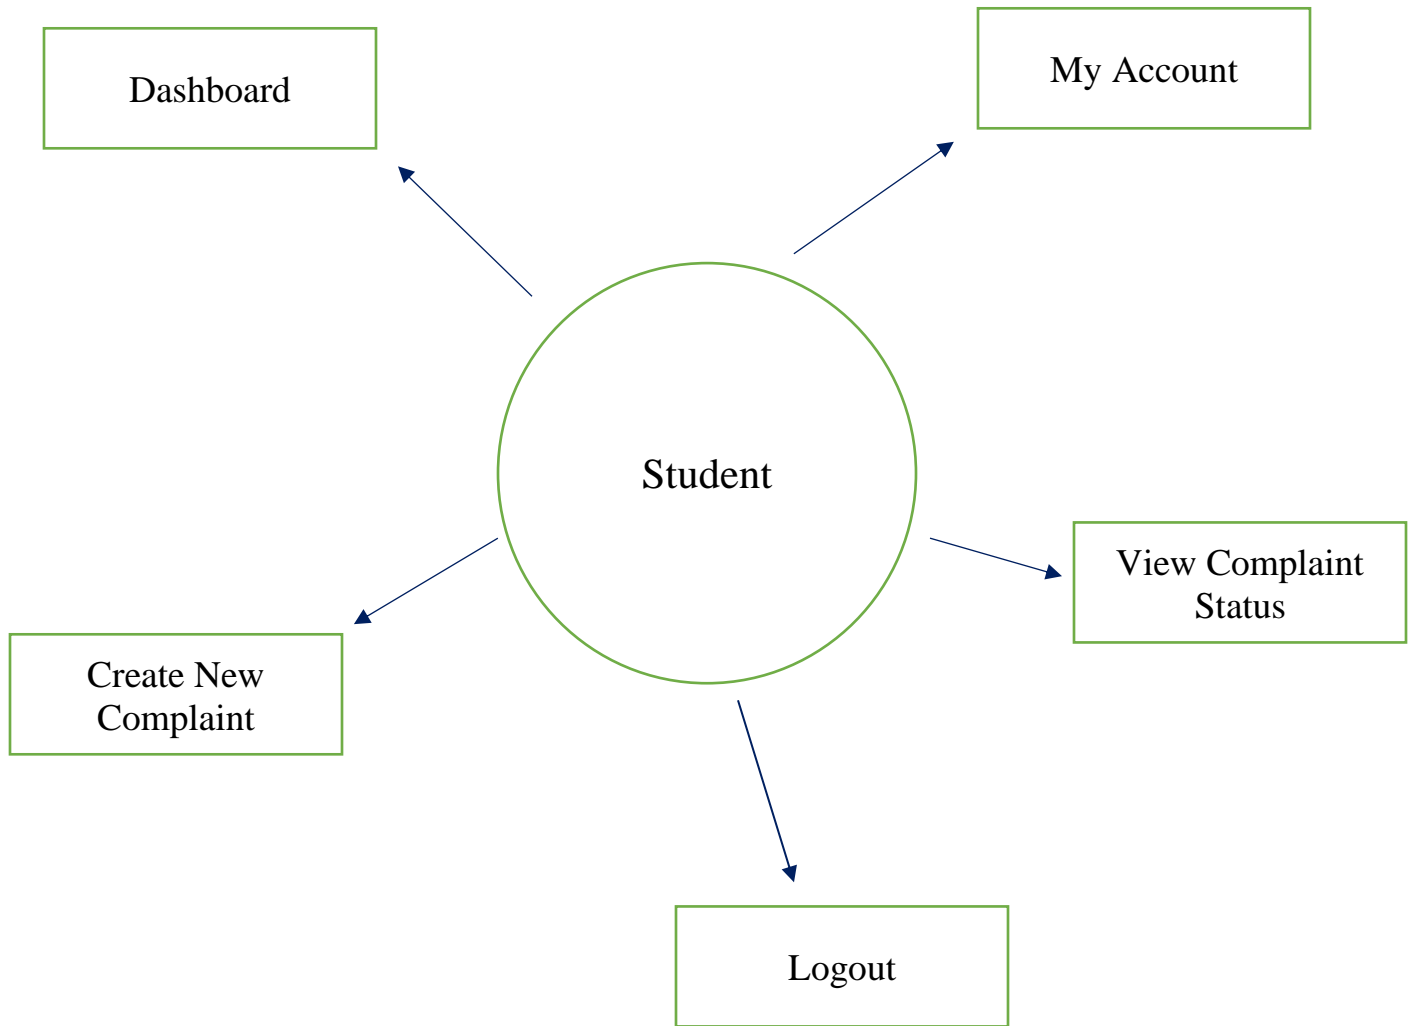 Dashboard
My Account
Student
View Complaint
Status
Create New
Complaint
Logout